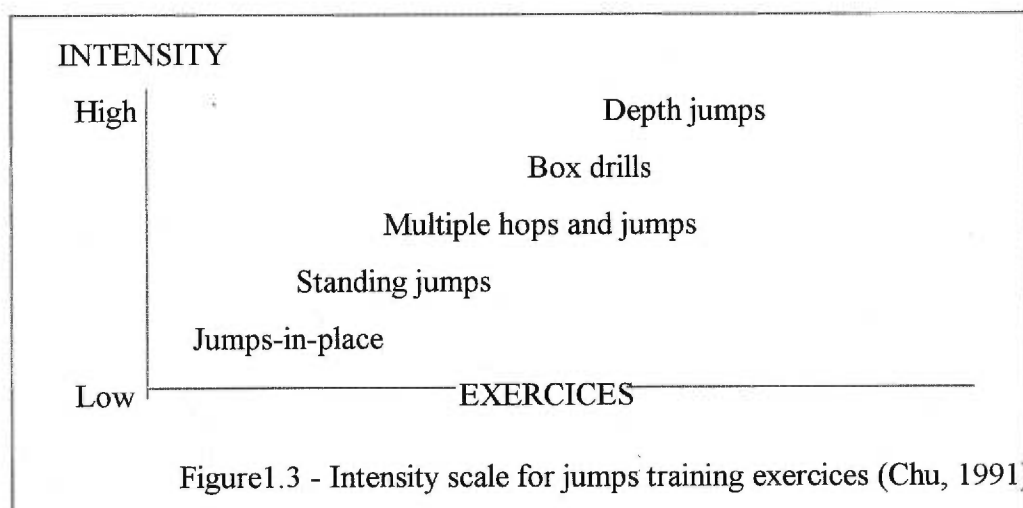 INTENSITY
High
Depth jumps
Box drills
Multiple hops and jumps
Standing jumps
Jumps-in-place
Low
EXERCICES
Figure1.3 - Intensity scale for jumps training exercices (Chu, 1991)